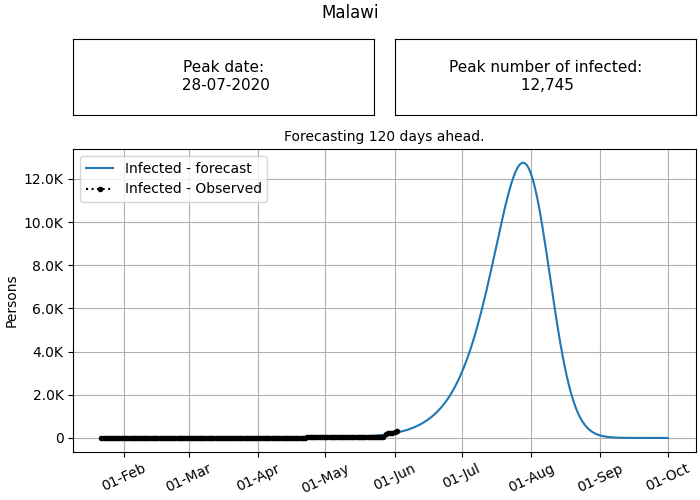 Malawi
Peak date:
28-07-2020
Peak number of infected:
12,745
Forecasting 120 days ahead.
Infected - forecast
Infected - Observed
Persons
12.0K
10.0K
8.0K
6.0K
4.0K
2.0K
0
01-Feb
01-Mar
01-Apr
01-May
01-Jun
01-Jul
01-Aug
01-Sep
01-Oct